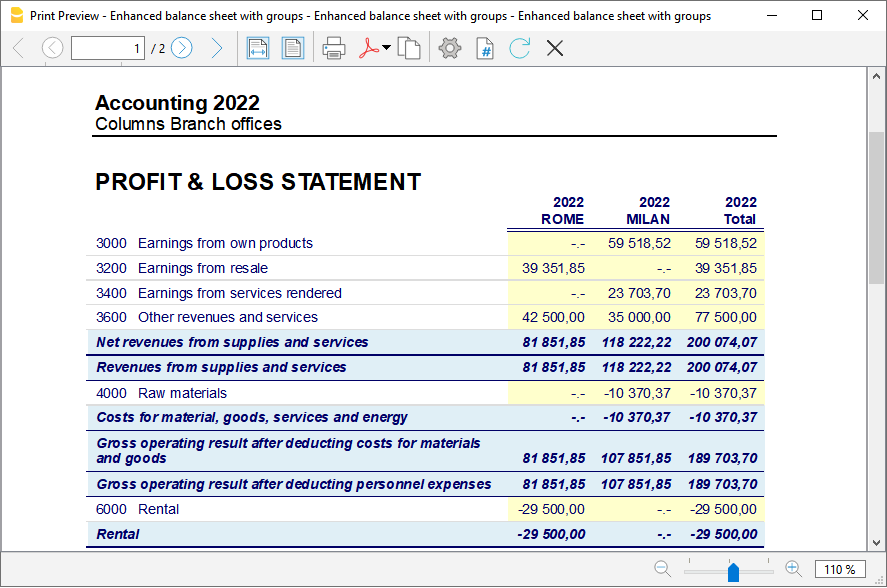 Print Preview - Enhanced balance sheet with groups - Enhanced balance sheet with groups - Enhanced balance sheet with groups
1 / 2
Accounting 2022
Columns Branch offices
PROFIT & LOSS STATEMENT
2022 2022 2022
ROME MILAN Total
3000 Earnings from own products -.- 59 518,52 59 518,52
3200 Earnings from resale 39 351,85 -.- 39 351,85
3400 Earnings from services rendered -.- 23 703,70 23 703,70
3600 Other revenues and services 42 500,00 35 000,00 77 500,00
Net revenues from supplies and services 81 851,85 118 222,22 200 074,07
Revenues from supplies and services 81 851,85 118 222,22 200 074,07
4000 Raw materials -.- -10 370,37 -10 370,37
Costs for material, goods, services and energy -.- -10 370,37 -10 370,37
Gross operating result after deducting costs for materials
and goods 81 851,85 107 851,85 189 703,70
Gross operating result after deducting personnel expenses 81 851,85 107 851,85 189 703,70
6000 Rental -29 500,00 -.- -29 500,00
Rental -29 500,00 -.- -29 500,00
110 %